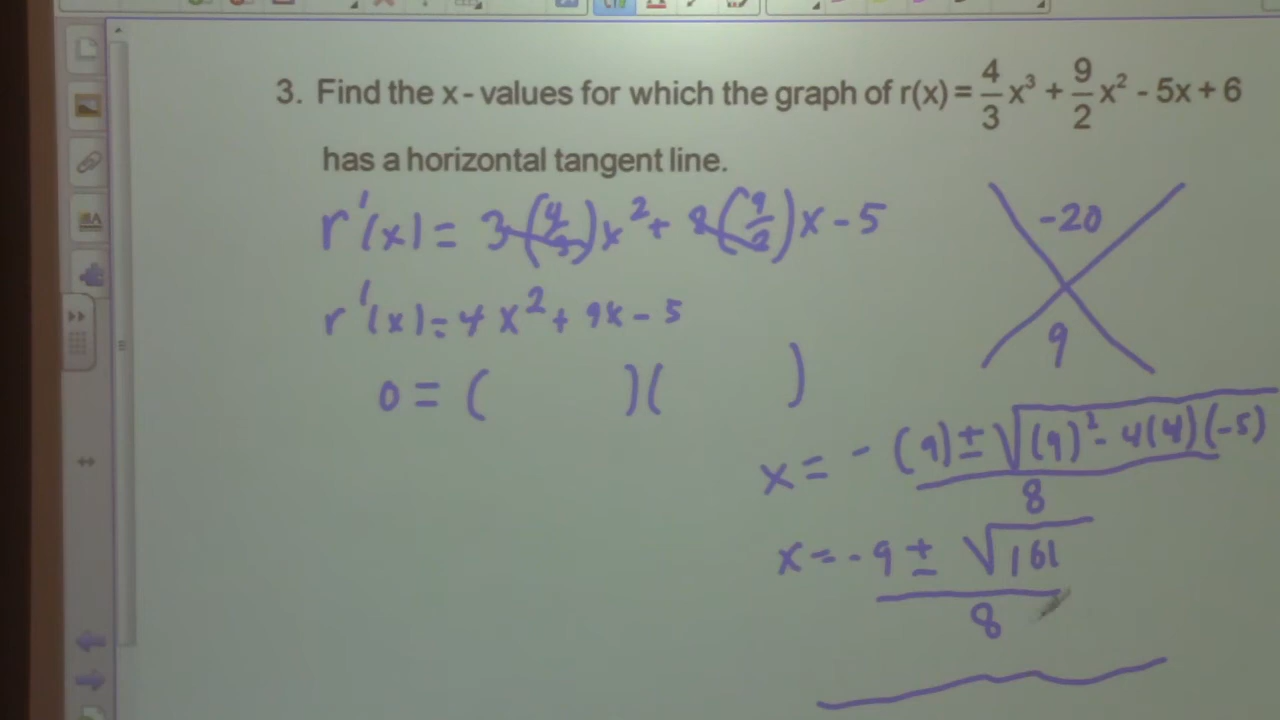 3. Find the x - values for which the graph of r(x) = 4/3 x³ + 9/2 x² - 5x + 6
has a horizontal tangent line.
r'(x) = 3(4/3)x² + 2(9/2)x - 5
-20
r'(x) = 4x² + 9x - 5
9
0 = ( )( )
x = -(9) ± √(9)² - 4(4)(-5) / 8
x = -9 ± √161 / 8